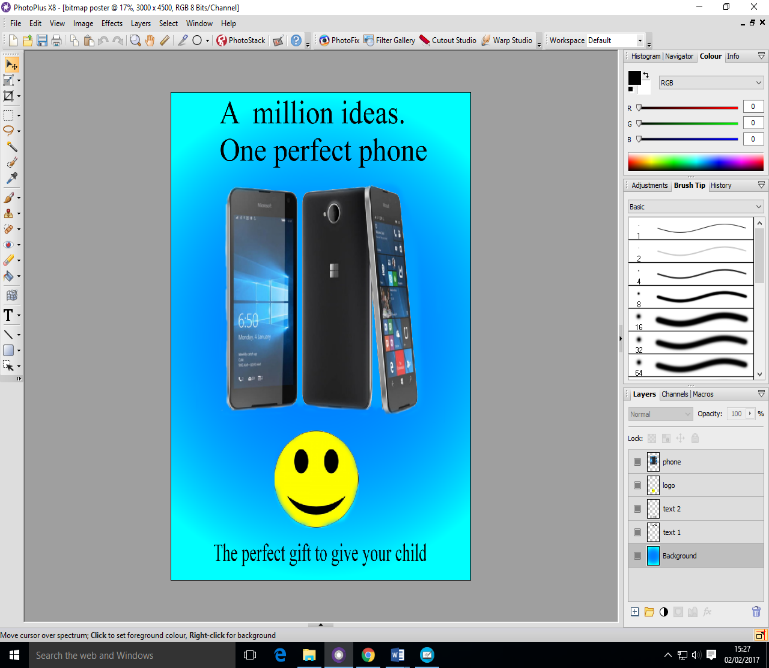 PhotoPlus X8 - [bitmap poster @ 17%, 3000 x 4500, RGB 8 Bits/Channel]
File Edit View Image Effects Layers Select Window Help
PhotoStack PhotoFix Filter Gallery Cutout Studio Warp Studio Workspace Default
Histogram Navigator Colour Info
RGB
R 0
G 0
B 0
Adjustments Brush Tip History
Basic
1
2
4
8
16
32
64
Layers Channels Macros
Normal Opacity: 100 %
Lock:
phone
logo
text 2
text 1
Background
A million ideas.
One perfect phone
Microsoft
6:50
Monday, 4 January
The perfect gift to give your child
Move cursor over spectrum; Click to set foreground colour, Right-click for background
Search the web and Windows
15:27
02/02/2017